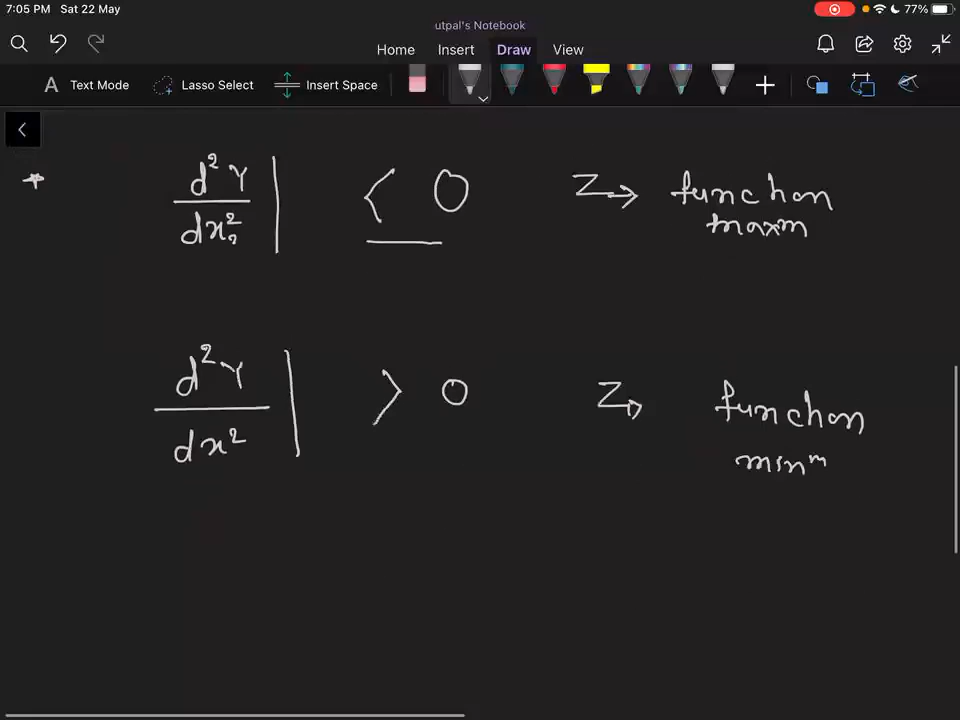 7:05 PM Sat 22 May
77%
utpal's Notebook
Home Insert Draw View
A Text Mode Lasso Select Insert Space
d²Y
dx² | < 0 Z→ function
maxm
d²Y
dx² | > 0 Z→ function
minᵐ